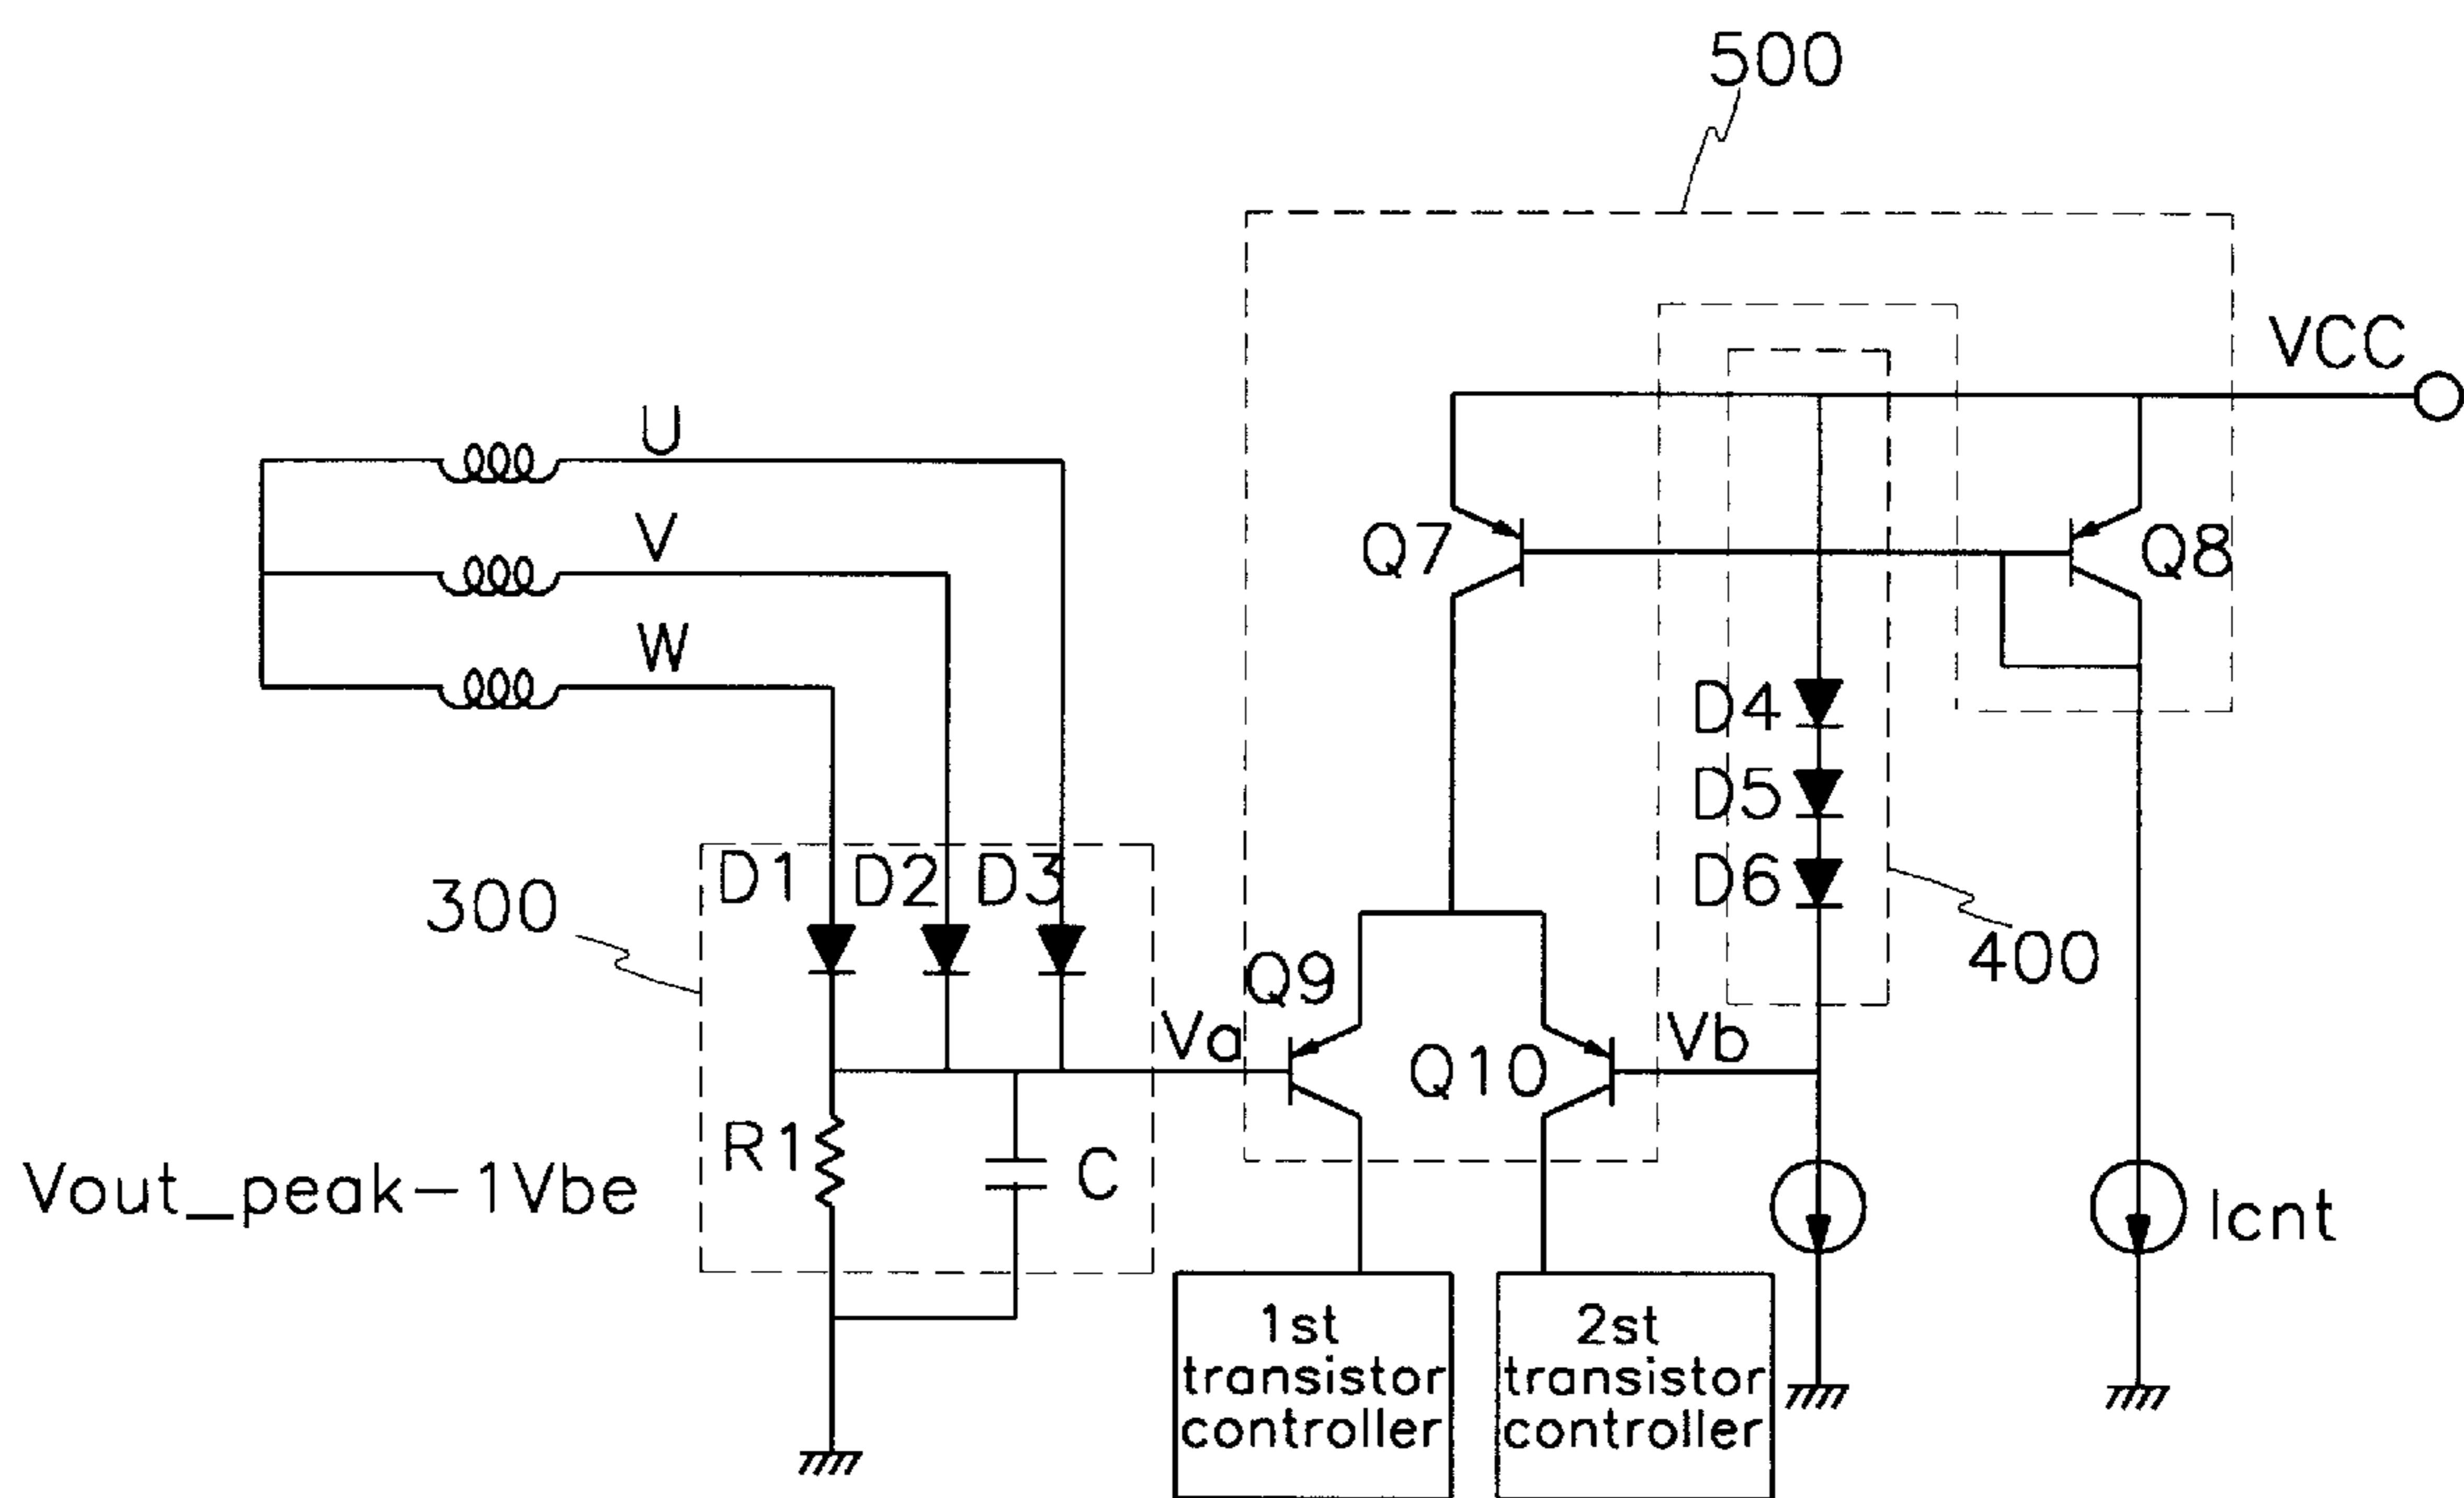 500
VCC
U
Q7
Q8
V
W
D4
D5
D1 D2 D3
D6
300
400
Q9
Va
Q10
Vb
R1
C
Vout_peak-1Vbe
Icnt
1st
transistor
controller
2st
transistor
controller